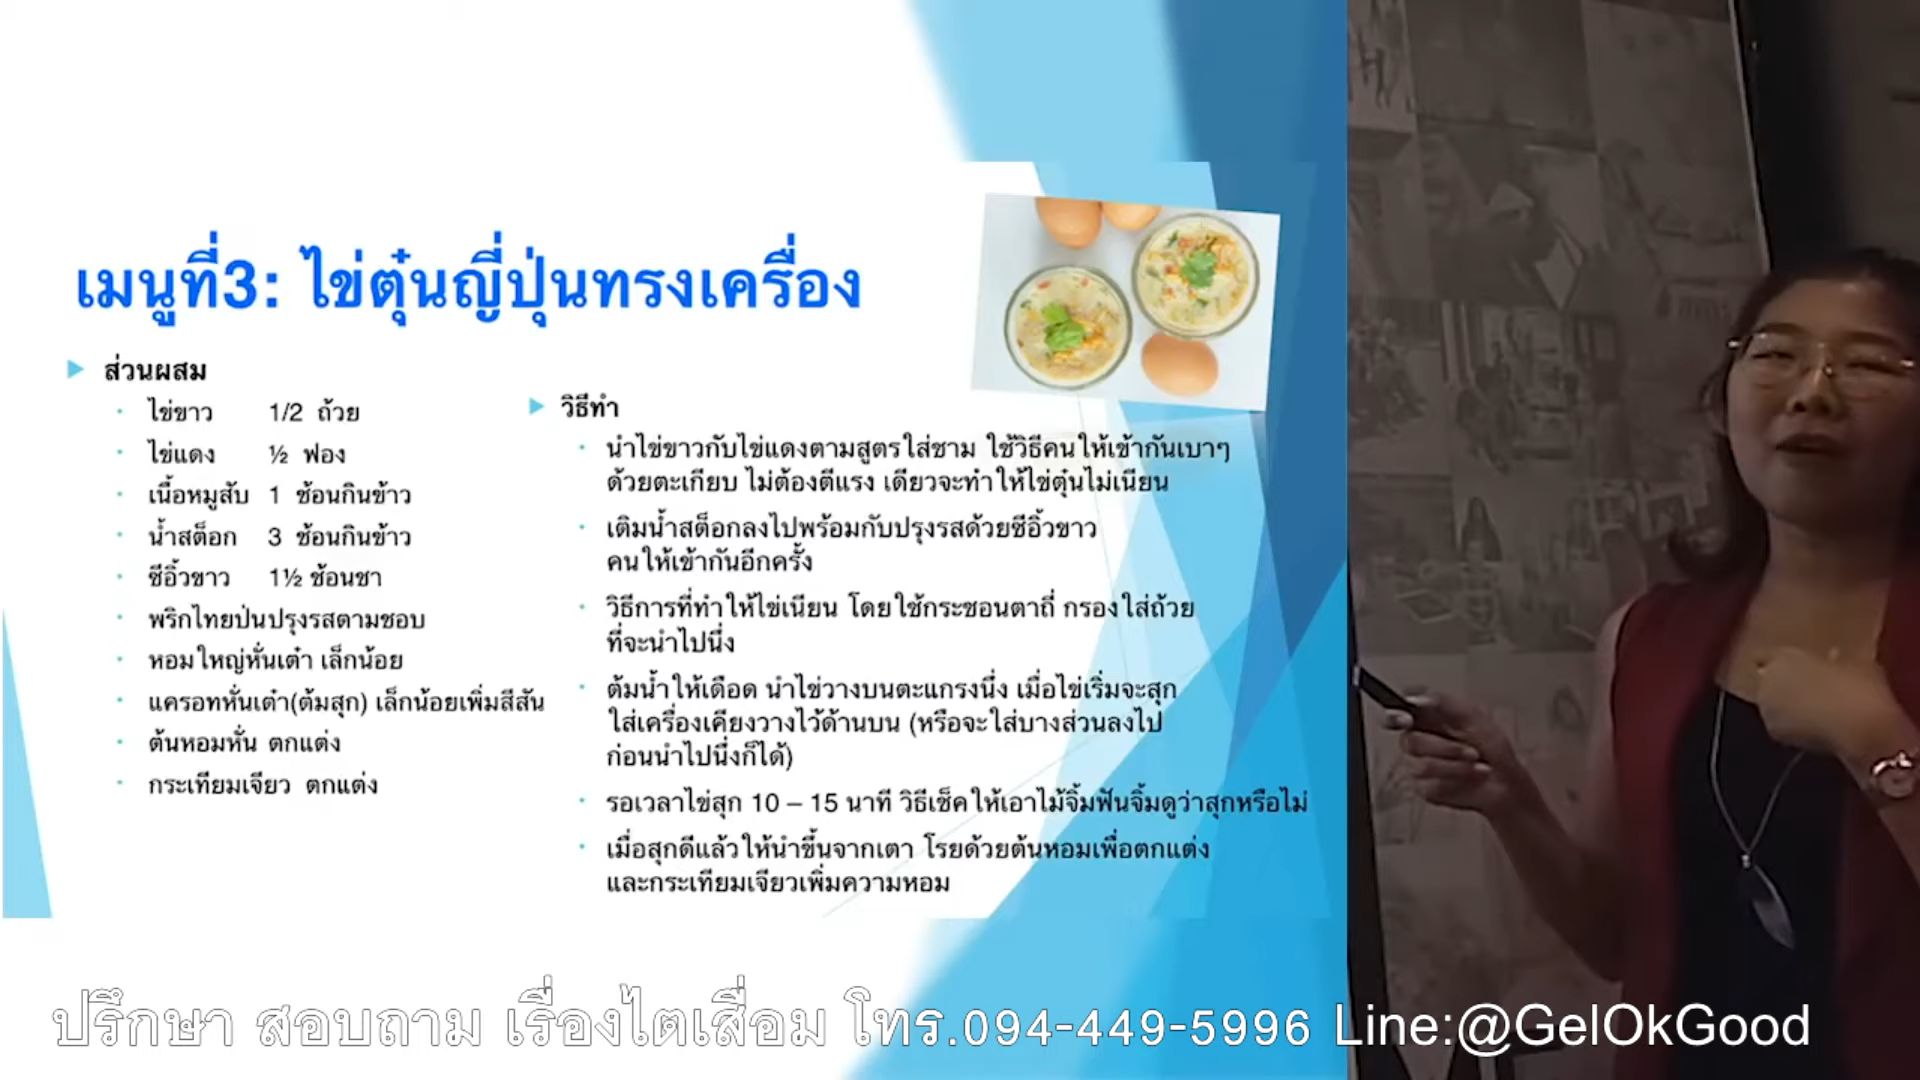 เมนูที่3: ไข่ตุ๋นญี่ปุ่นทรงเครื่อง
ส่วนผสม
ไข่ขาว 1/2 ถ้วย
ไข่แดง ½ ฟอง
เนื้อหมูสับ 1 ช้อนกินข้าว
น้ำสต็อก 3 ช้อนกินข้าว
ซีอิ้วขาว 1½ ช้อนชา
พริกไทยป่นปรุงรสตามชอบ
หอมใหญ่หั่นเต๋า เล็กน้อย
แครอทหั่นเต๋า(ต้มสุก) เล็กน้อยเพิ่มสีสัน
ต้นหอมหั่น ตกแต่ง
กระเทียมเจียว ตกแต่ง
วิธีทำ
นำไข่ขาวกับไข่แดงตามสูตรใส่ชาม ใช้วิธีคนให้เข้ากันเบาๆ
ด้วยตะเกียบ ไม่ต้องตีแรง เดียวจะทำให้ไข่ตุ๋นไม่เนียน
เติมน้ำสต็อกลงไปพร้อมกับปรุงรสด้วยซีอิ้วขาว
คนให้เข้ากันอีกครั้ง
วิธีการที่ทำให้ไข่เนียน โดยใช้กระชอนตาถี่ กรองใส่ถ้วย
ที่จะนำไปนึ่ง
ต้มน้ำให้เดือด นำไข่วางบนตะแกรงนึ่ง เมื่อไข่เริ่มจะสุก
ใส่เครื่องเคียงวางไว้ด้านบน (หรือจะใส่บางส่วนลงไป
ก่อนนำไปนึ่งก็ได้)
รอเวลาไข่สุก 10 – 15 นาที วิธีเช็คให้เอาไม้จิ้มฟันจิ้มดูว่าสุกหรือไม่
เมื่อสุกดีแล้วให้นำขึ้นจากเตา โรยด้วยต้นหอมเพื่อตกแต่ง
และกระเทียมเจียวเพิ่มความหอม
ปรึกษา สอบถาม เรื่องไตเสื่อม โทร.094-449-5996 Line:@GelOkGood